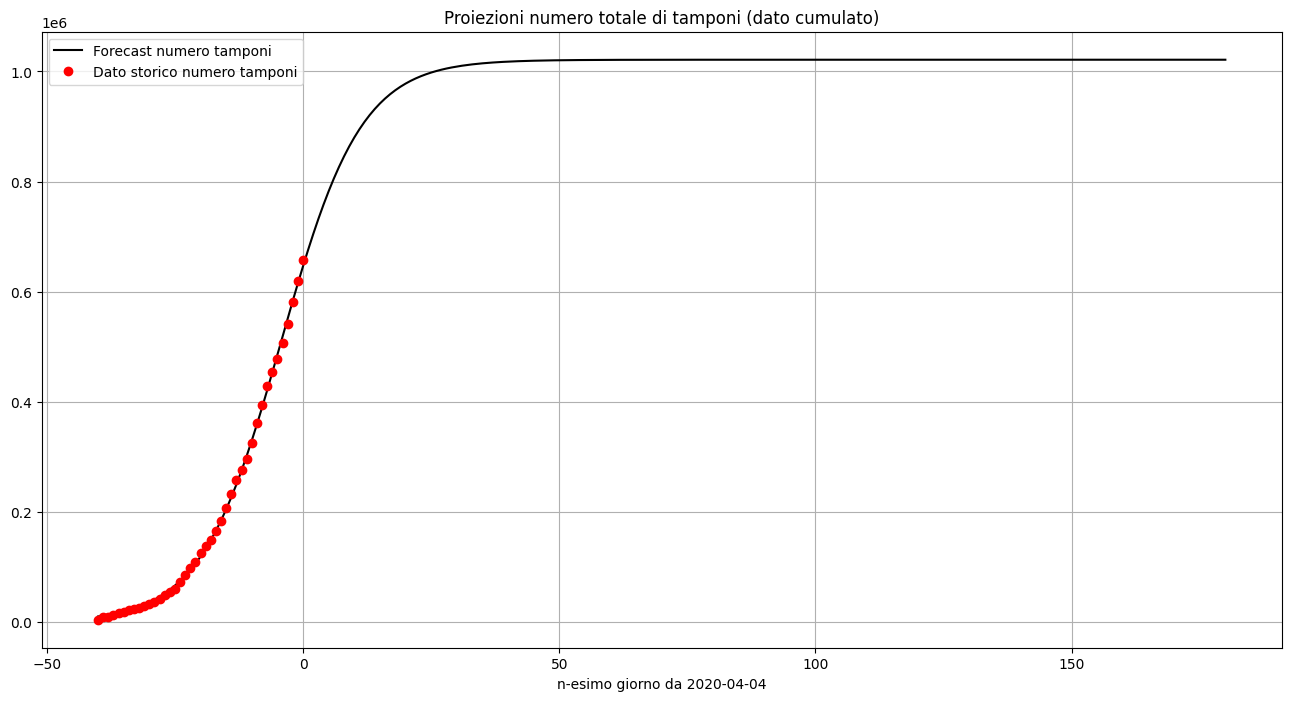 Proiezioni numero totale di tamponi (dato cumulato)
1e6
Forecast numero tamponi
Dato storico numero tamponi
1.0
0.8
0.6
0.4
0.2
0.0
−50 0 50 100 150
n-esimo giorno da 2020-04-04